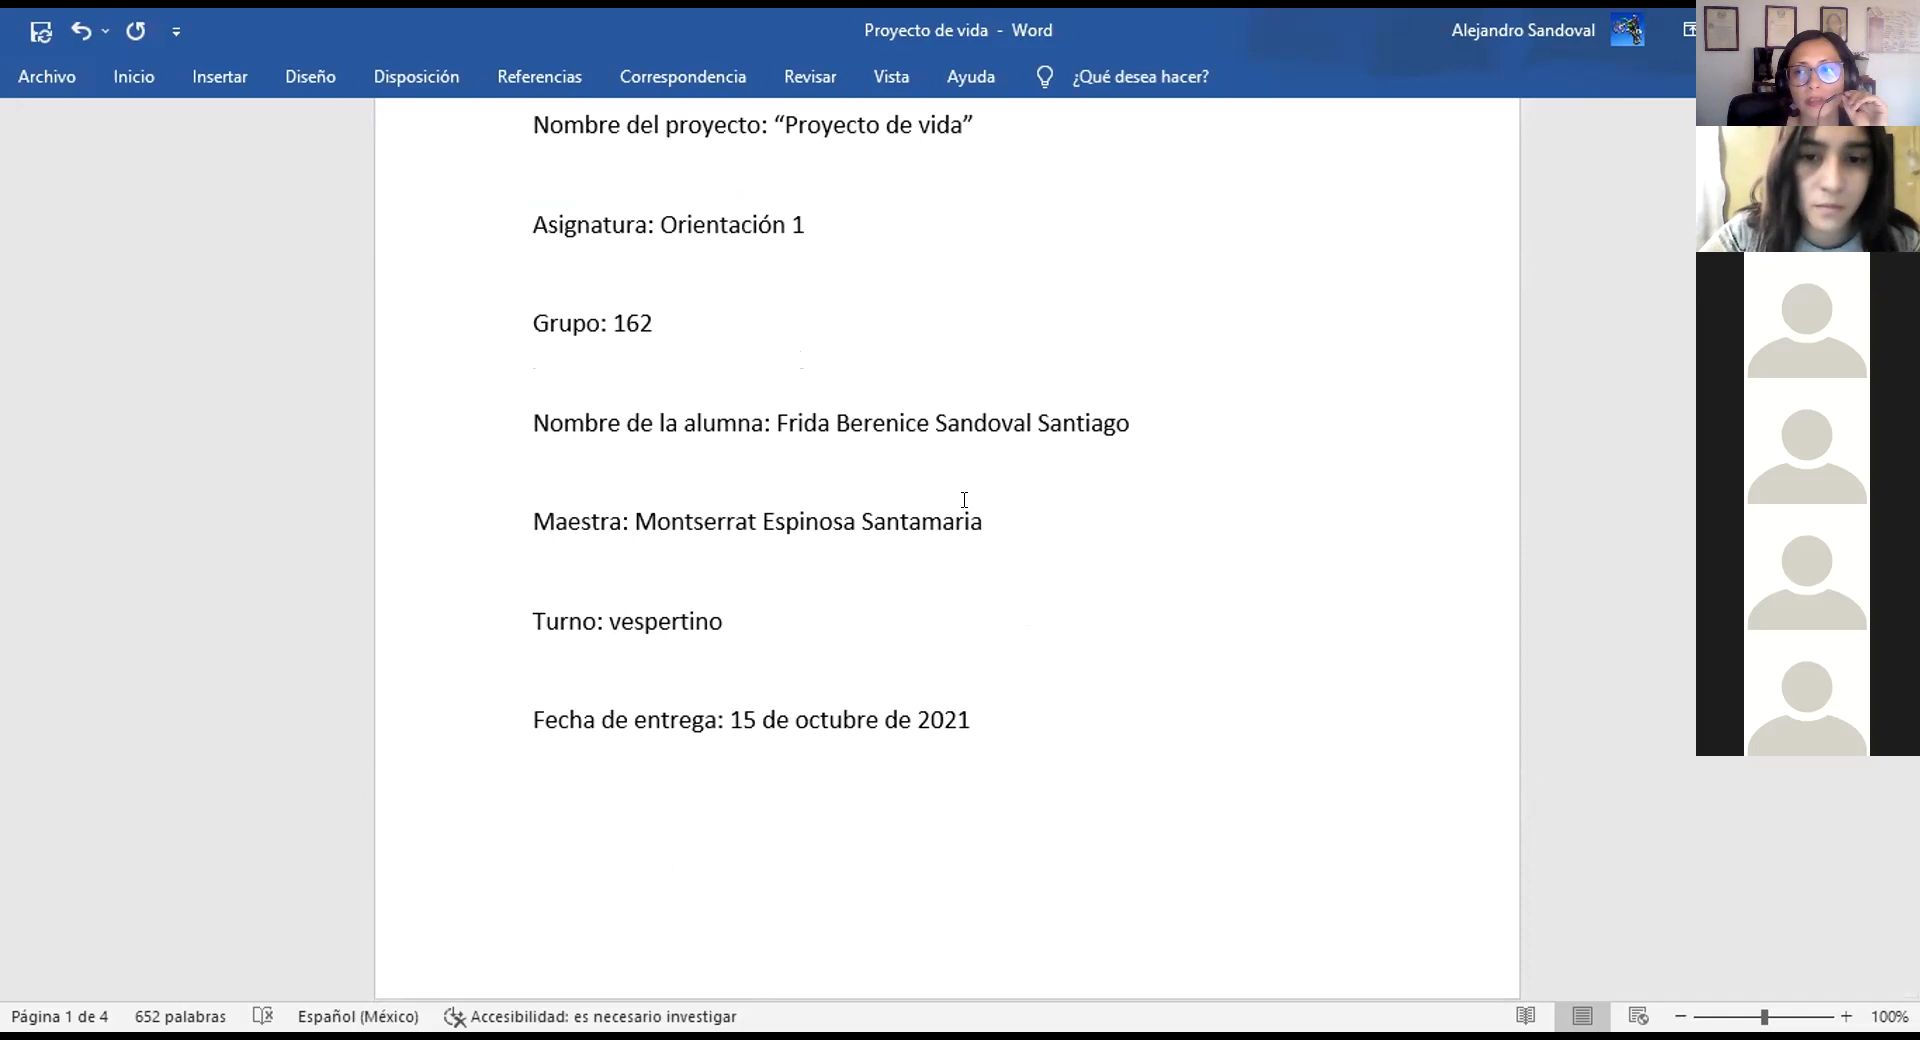 Proyecto de vida - Word
Alejandro Sandoval
Archivo Inicio Insertar Diseño Disposición Referencias Correspondencia Revisar Vista Ayuda ¿Qué desea hacer?
Nombre del proyecto: “Proyecto de vida”
Asignatura: Orientación 1
Grupo: 162
Nombre de la alumna: Frida Berenice Sandoval Santiago
Maestra: Montserrat Espinosa Santamaria
Turno: vespertino
Fecha de entrega: 15 de octubre de 2021
Página 1 de 4 652 palabras Español (México) Accesibilidad: es necesario investigar 100%